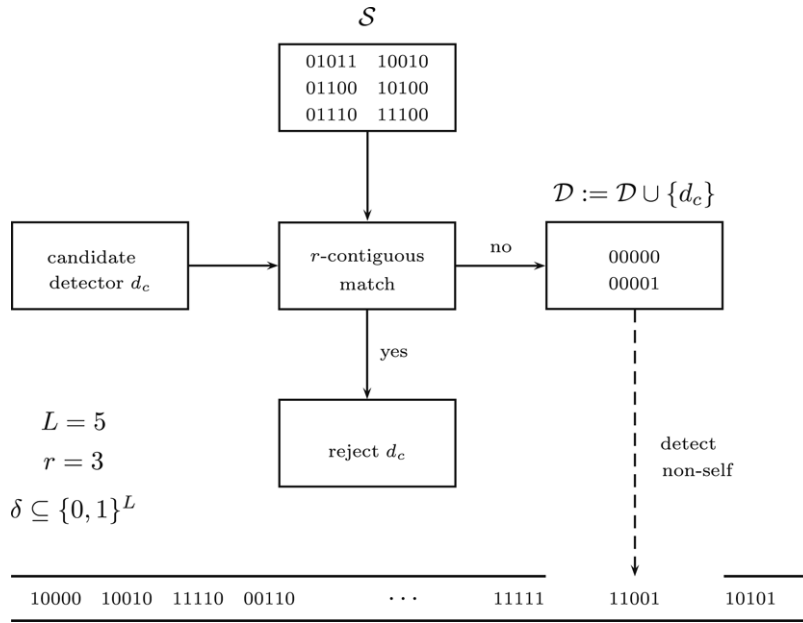 𝒮
01011 10010
01100 10100
01110 11100
𝒟 := 𝒟 ∪ {d_c}
candidate
detector d_c
r-contiguous
match
no
00000
00001
yes
reject d_c
L = 5
r = 3
δ ⊆ {0, 1}^L
detect
non-self
10000 10010 11110 00110 ··· 11111 11001 10101